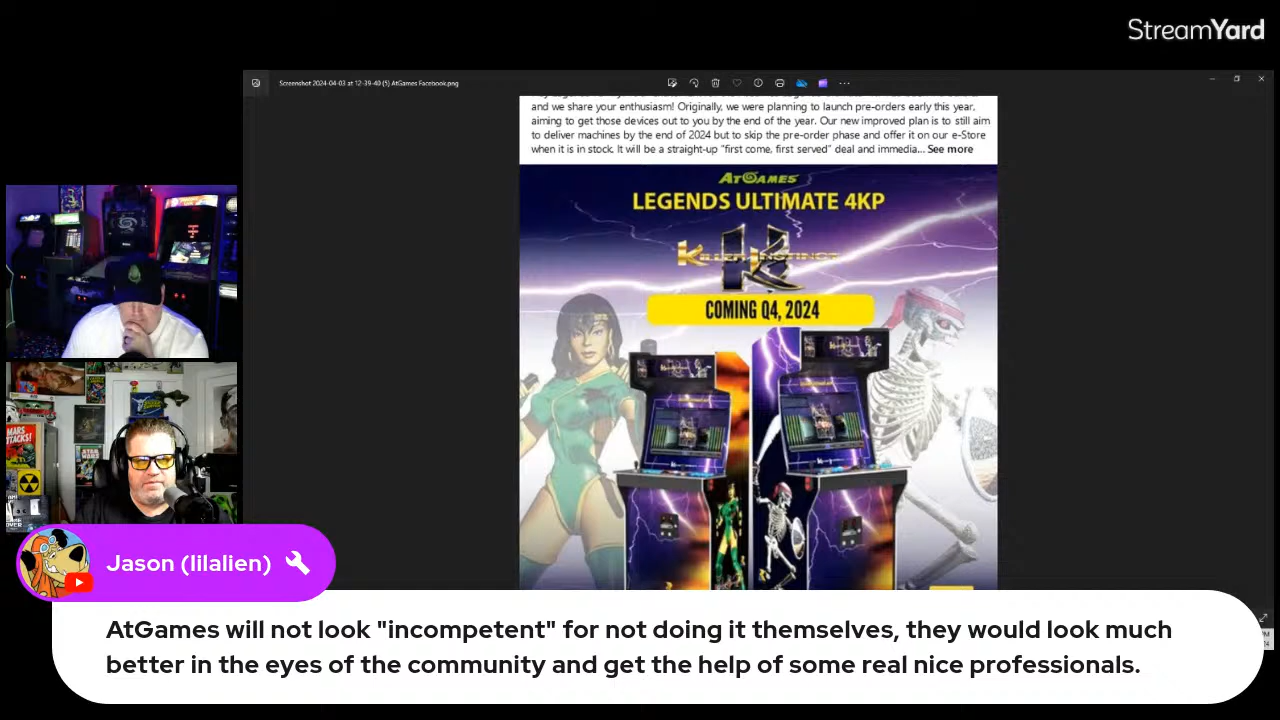 StreamYard
Screenshot 2024-04-03 at 12-39-40 (5) AtGames Facebook.png
and we share your enthusiasm! Originally, we were planning to launch pre-orders early this year,
aiming to get those devices out to you by the end of the year. Our new improved plan is to still aim
to deliver machines by the end of 2024 but to skip the pre-order phase and offer it on our e-Store
when it is in stock. It will be a straight-up "first come, first served" deal and immedia... See more
ATGAMES
LEGENDS ULTIMATE 4KP
KILLER INSTINCT
COMING Q4, 2024
MARS
ATTACKS!
STAR
WARS
Jason (lilalien)
AtGames will not look "incompetent" for not doing it themselves, they would look much
better in the eyes of the community and get the help of some real nice professionals.